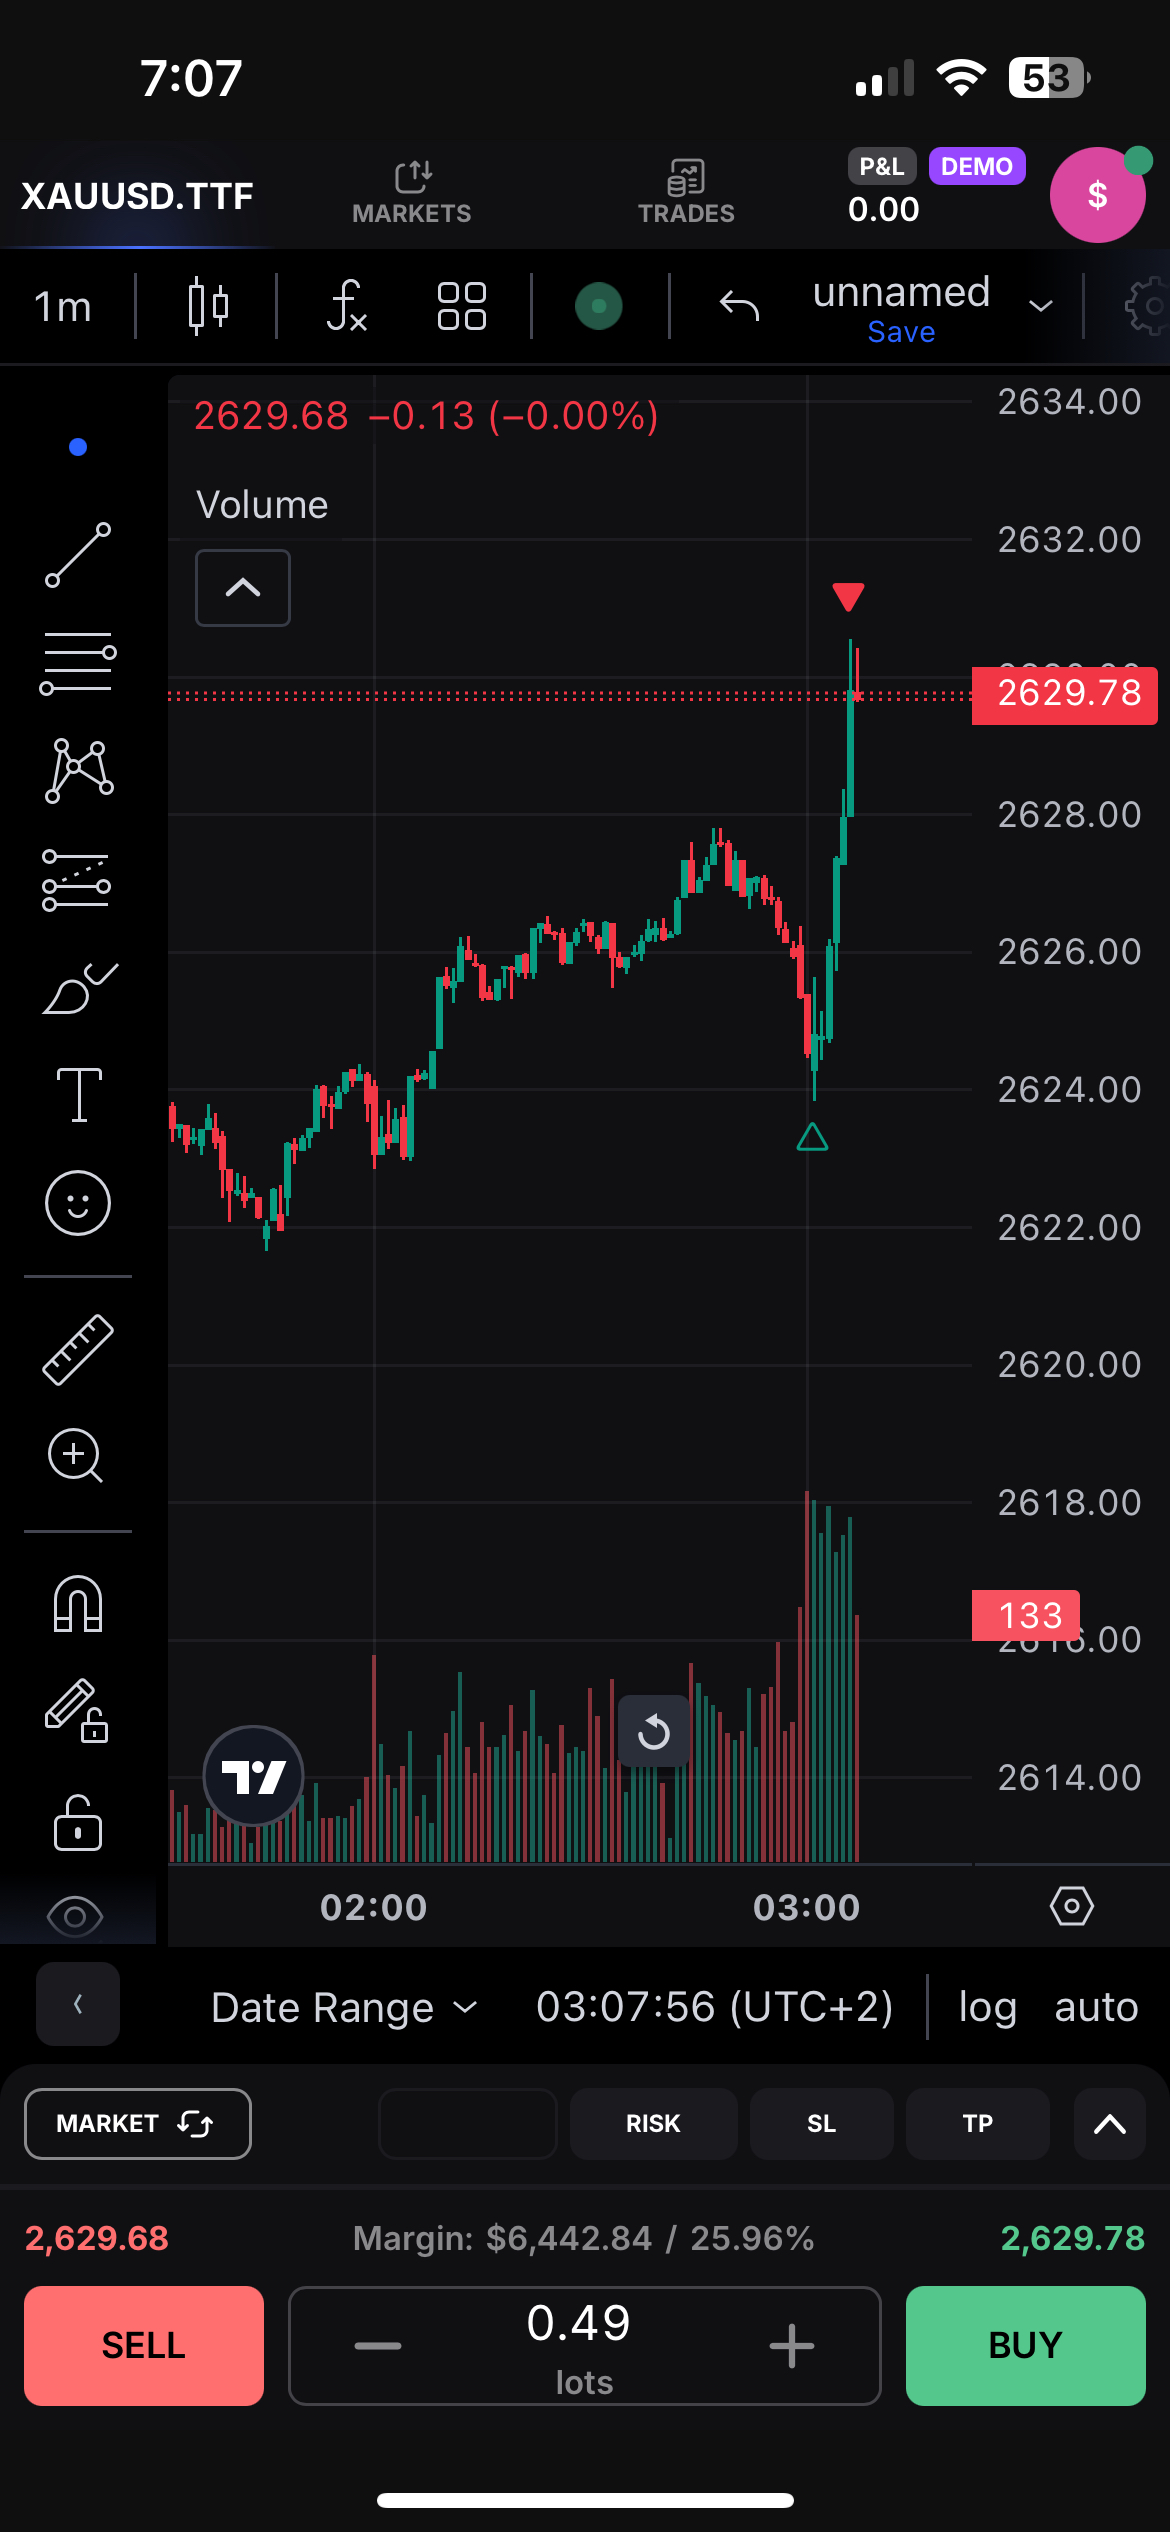 7:07
53
XAUUSD.TTF
MARKETS
TRADES
P&L DEMO
0.00
$
1m
unnamed
Save
2629.68 −0.13 (−0.00%)
Volume
2634.00
2632.00
2629.78
2628.00
2626.00
2624.00
2622.00
2620.00
2618.00
133
2616.00
2614.00
02:00 03:00
Date Range 03:07:56 (UTC+2) log auto
MARKET RISK SL TP
2,629.68 Margin: $6,442.84 / 25.96% 2,629.78
SELL 0.49 BUY
lots